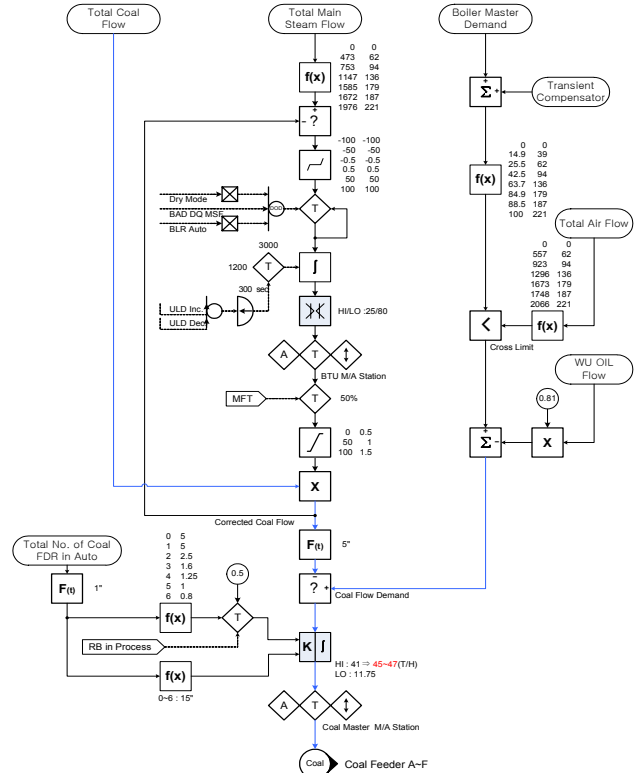 Total Coal
Flow
Total Main
Steam Flow
Boiler Master
Demand
f(x)
0 0
473 62
753 94
1147 136
1585 179
1672 187
1976 221
Σ
+
+
Transient
Compensator
+
- ?
-100 -100
-50 -50
-0.5 -0.5
0.5 0.5
50 50
100 100
f(x)
0
14.9 39
25.5 62
42.5 94
63.7 136
84.9 179
88.5 187
100 221
Dry Mode
BAD DQ MSF
BLR Auto
T
Total Air Flow
0
557 62
923 94
1296 136
1673 179
1748 187
2066 221
3000
1200
T
∫
300 sec
ULD Inc.
ULD Dec.
HI/LO :25/80
<
f(x)
Cross Limit
A
T
BTU M/A Station
WU OIL
Flow
MFT
T
50%
0.81
0 0.5
50 1
100 1.5
+
Σ
-
X
X
Corrected Coal Flow
Total No. of Coal
FDR in Auto
0 5
1 5
2 2.5
3 1.6
4 1.25
5 1
6 0.8
F(t)
5"
F(t)
1"
0.5
-
? +
Coal Flow Demand
f(x)
T
RB in Process
K ∫
f(x)
0~6 : 15"
HI : 41 ⇒ 45~47(T/H)
LO : 11.75
A
T
Coal Master M/A Station
Coal
Coal Feeder A~F